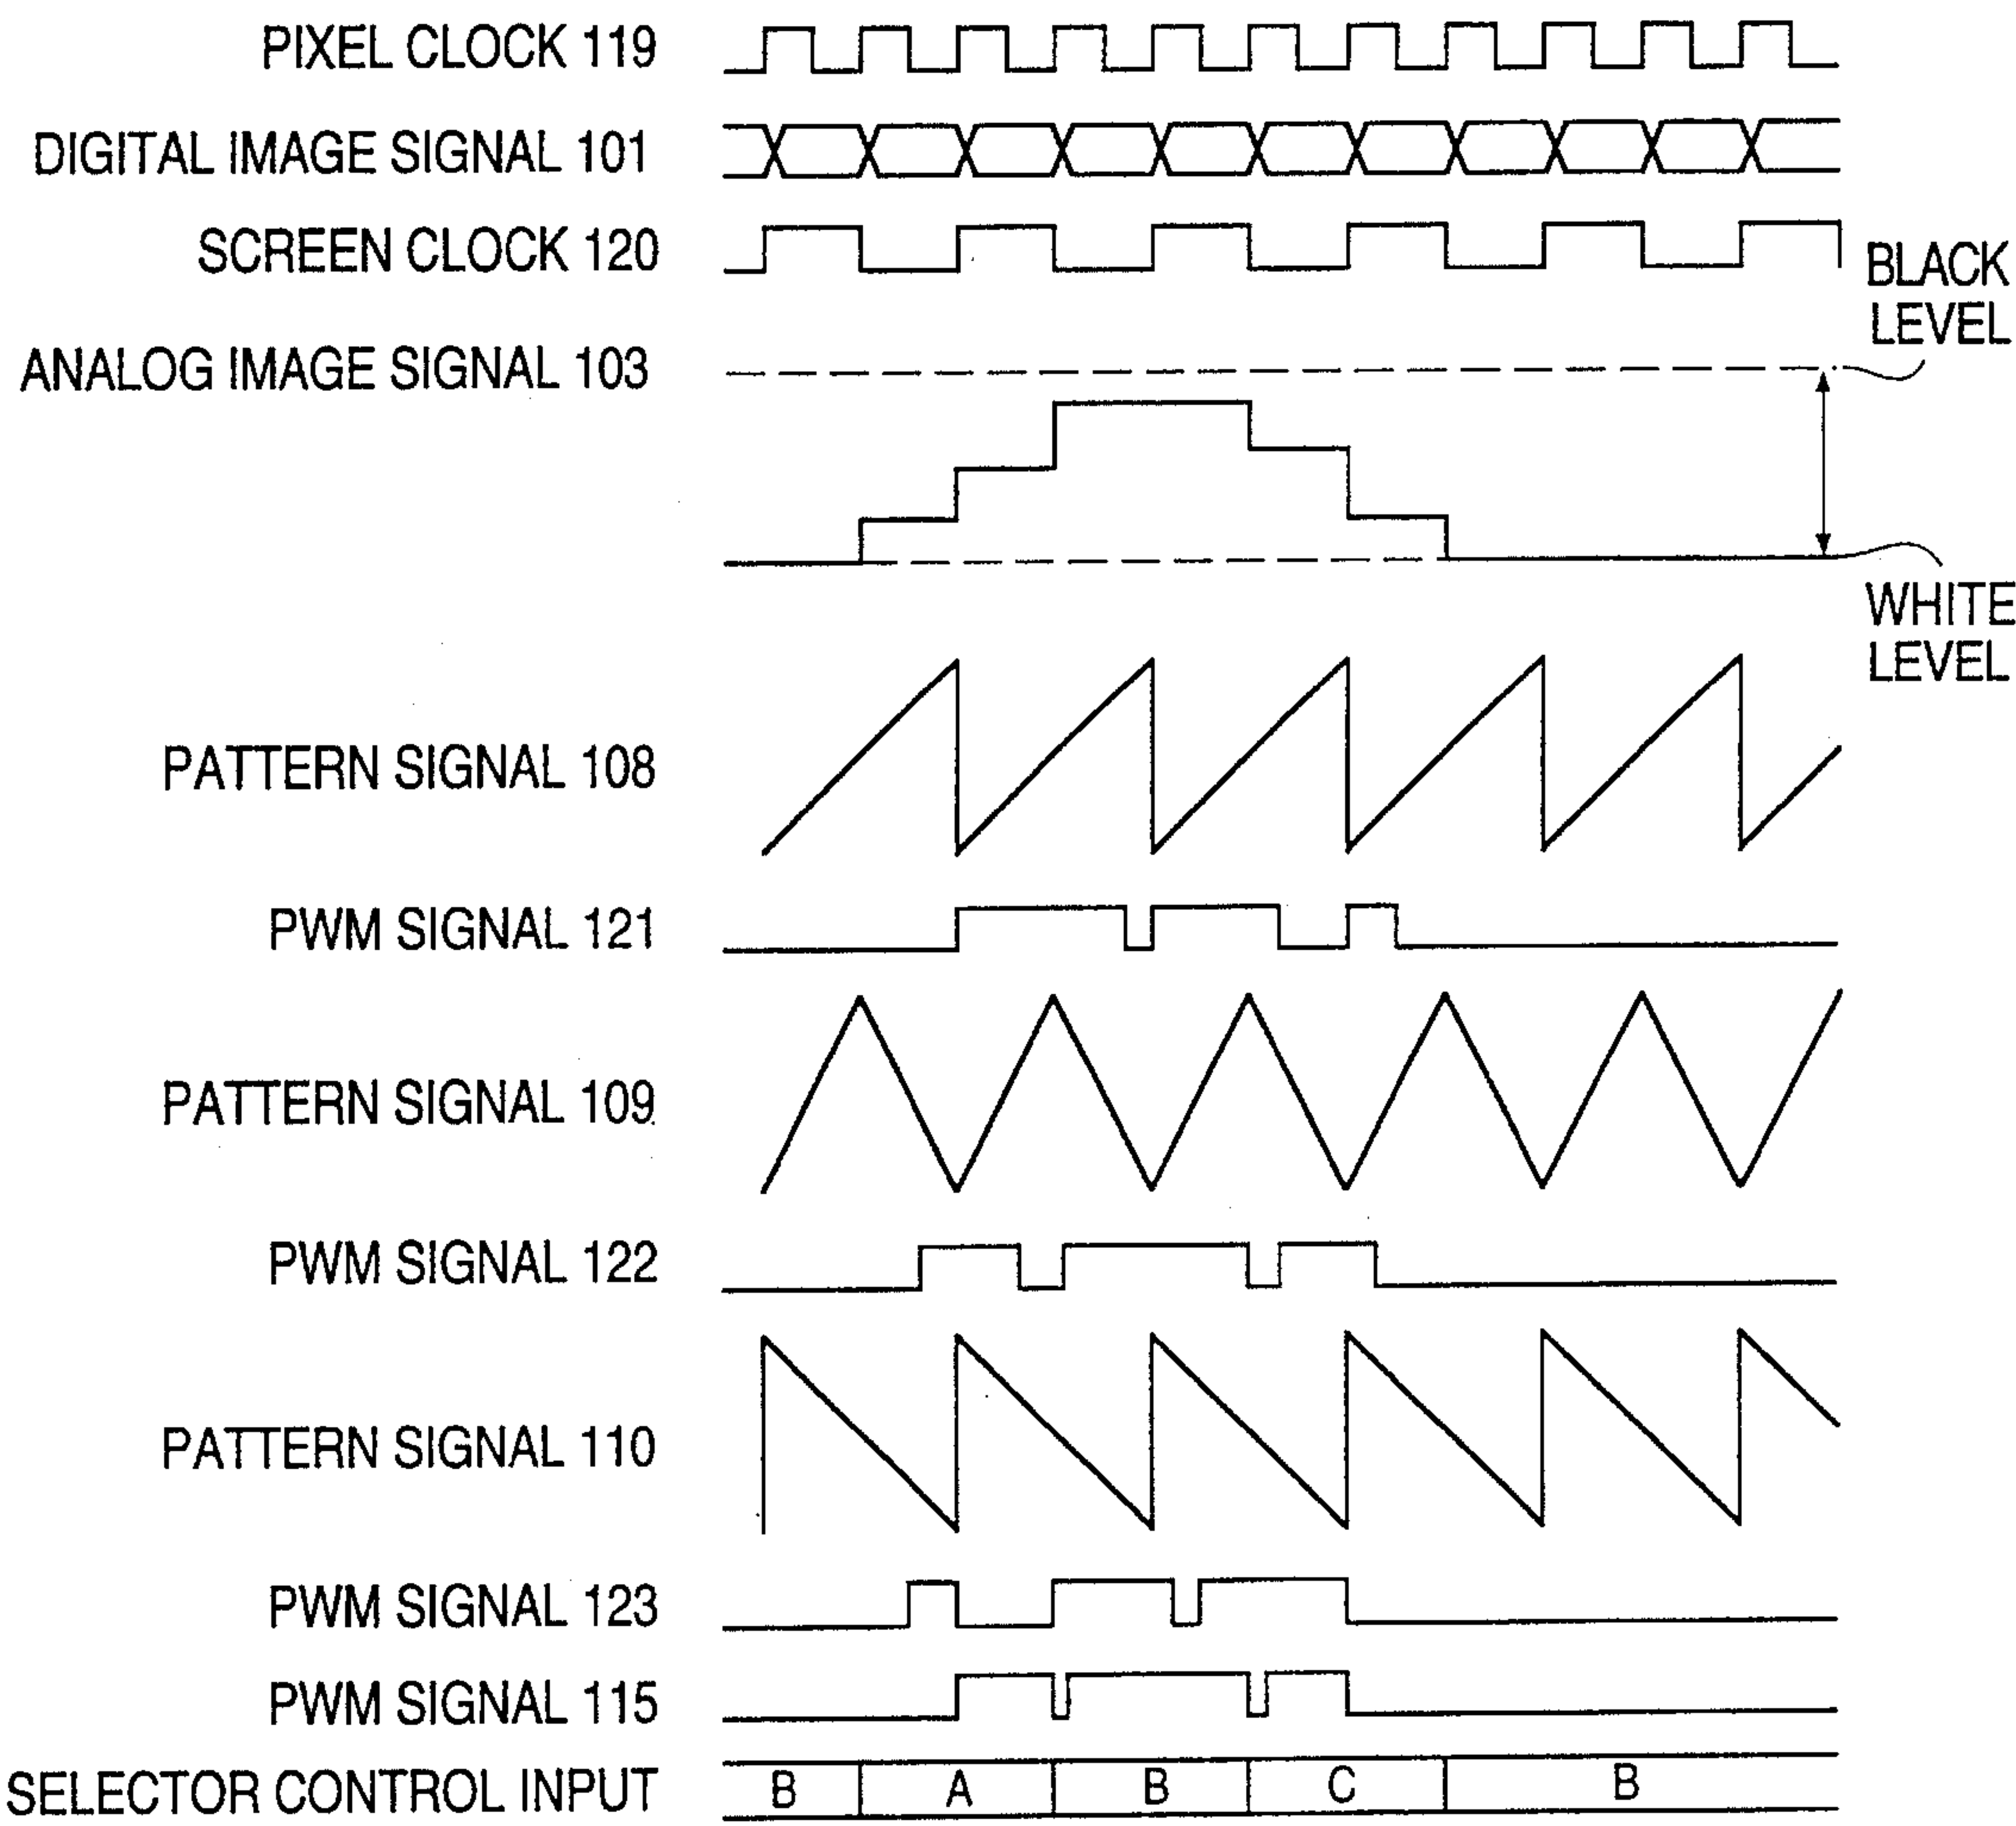 PIXEL CLOCK 119
DIGITAL IMAGE SIGNAL 101
SCREEN CLOCK 120
BLACK
LEVEL
ANALOG IMAGE SIGNAL 103
WHITE
LEVEL
PATTERN SIGNAL 108
PWM SIGNAL 121
PATTERN SIGNAL 109
PWM SIGNAL 122
PATTERN SIGNAL 110
PWM SIGNAL 123
PWM SIGNAL 115
SELECTOR CONTROL INPUT B A B C B